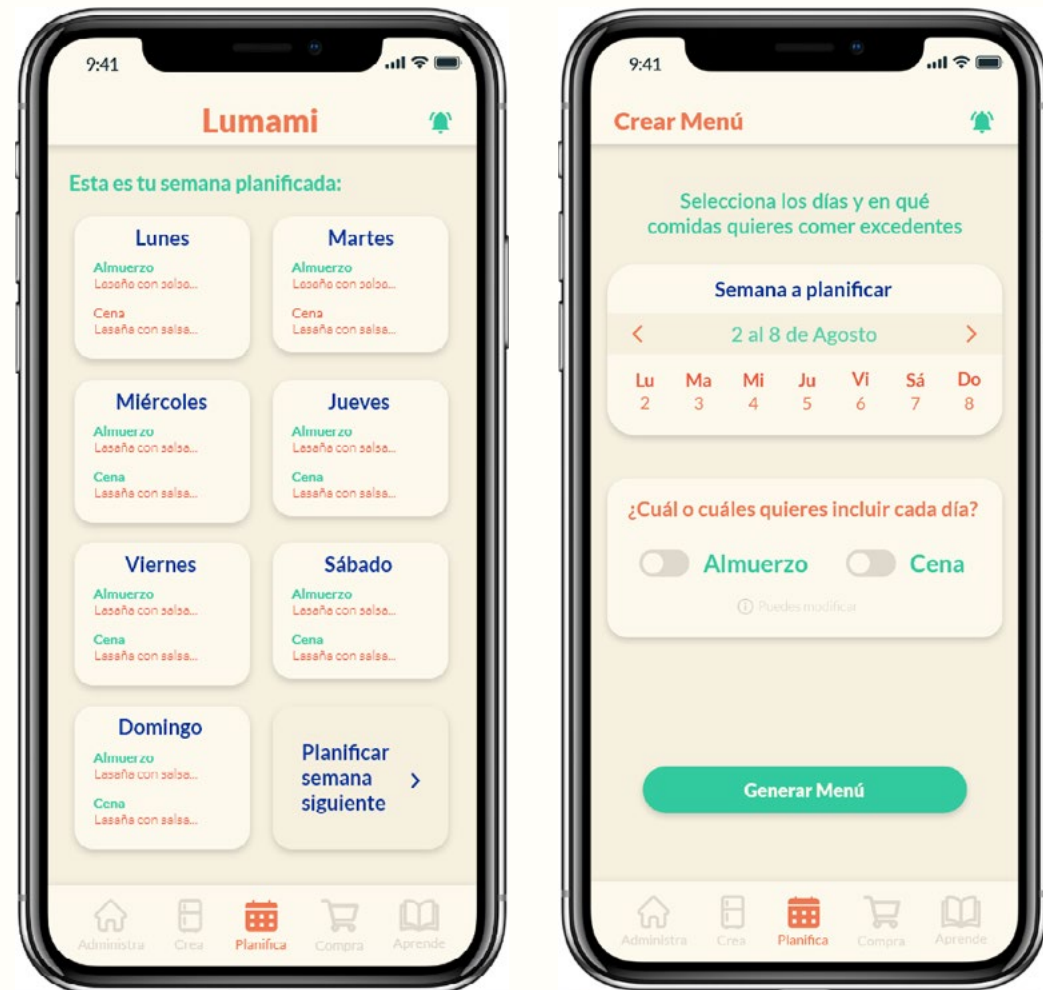 9:41
Lumami
Esta es tu semana planificada:
Lunes
Almuerzo
Lasaña con salsa...
Cena
Lasaña con salsa...
Martes
Almuerzo
Lasaña con salsa...
Cena
Lasaña con salsa...
Miércoles
Almuerzo
Lasaña con salsa...
Cena
Lasaña con salsa...
Jueves
Almuerzo
Lasaña con salsa...
Cena
Lasaña con salsa...
Viernes
Almuerzo
Lasaña con salsa...
Cena
Lasaña con salsa...
Sábado
Almuerzo
Lasaña con salsa...
Cena
Lasaña con salsa...
Domingo
Almuerzo
Lasaña con salsa...
Cena
Lasaña con salsa...
Planificar
semana
siguiente
Administra Crea Planifica Compra Aprende
9:41
Crear Menú
Selecciona los días y en qué
comidas quieres comer excedentes
Semana a planificar
2 al 8 de Agosto
Lu Ma Mi Ju Vi Sá Do
2 3 4 5 6 7 8
¿Cuál o cuáles quieres incluir cada día?
Almuerzo Cena
Puedes modificar
Generar Menú
Administra Crea Planifica Compra Aprende